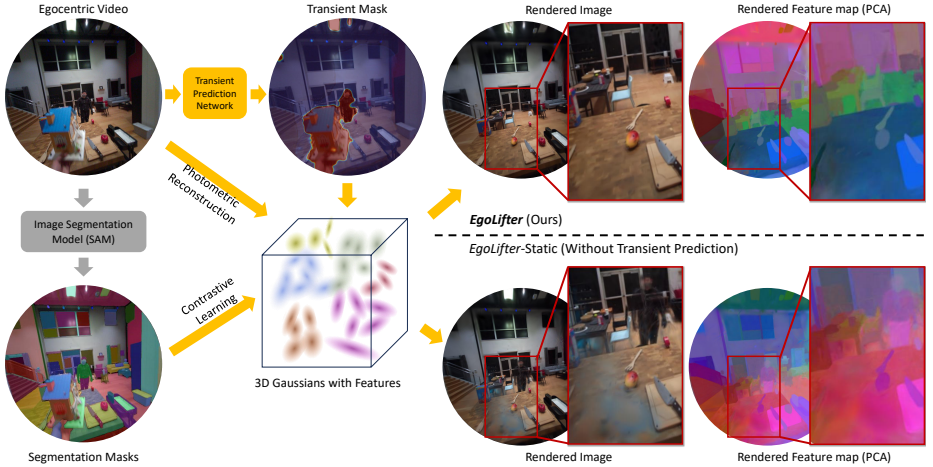 Egocentric Video
Transient Mask
Rendered Image
Rendered Feature map (PCA)
Transient
Prediction
Network
Photometric
Reconstruction
Image Segmentation
Model (SAM)
EgoLifter (Ours)
EgoLifter-Static (Without Transient Prediction)
Contrastive
Learning
3D Gaussians with Features
Segmentation Masks
Rendered Image
Rendered Feature map (PCA)